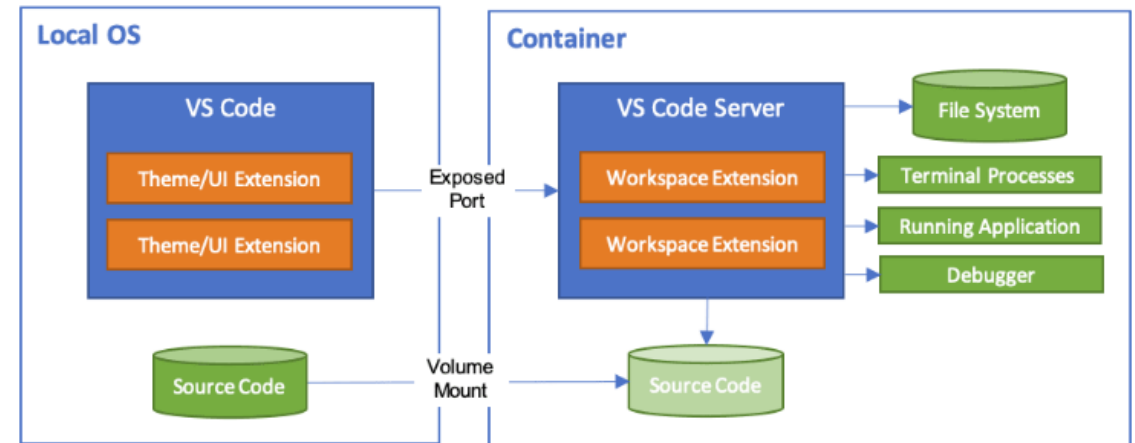 Local OS
VS Code
Theme/UI Extension
Theme/UI Extension
Source Code
Exposed
Port
Volume
Mount
Container
VS Code Server
Workspace Extension
Workspace Extension
File System
Terminal Processes
Running Application
Debugger
Source Code